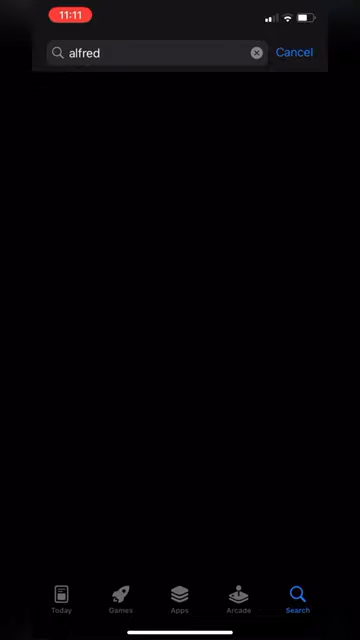 11:11
alfred
Cancel
Today
Games
Apps
Arcade
Search